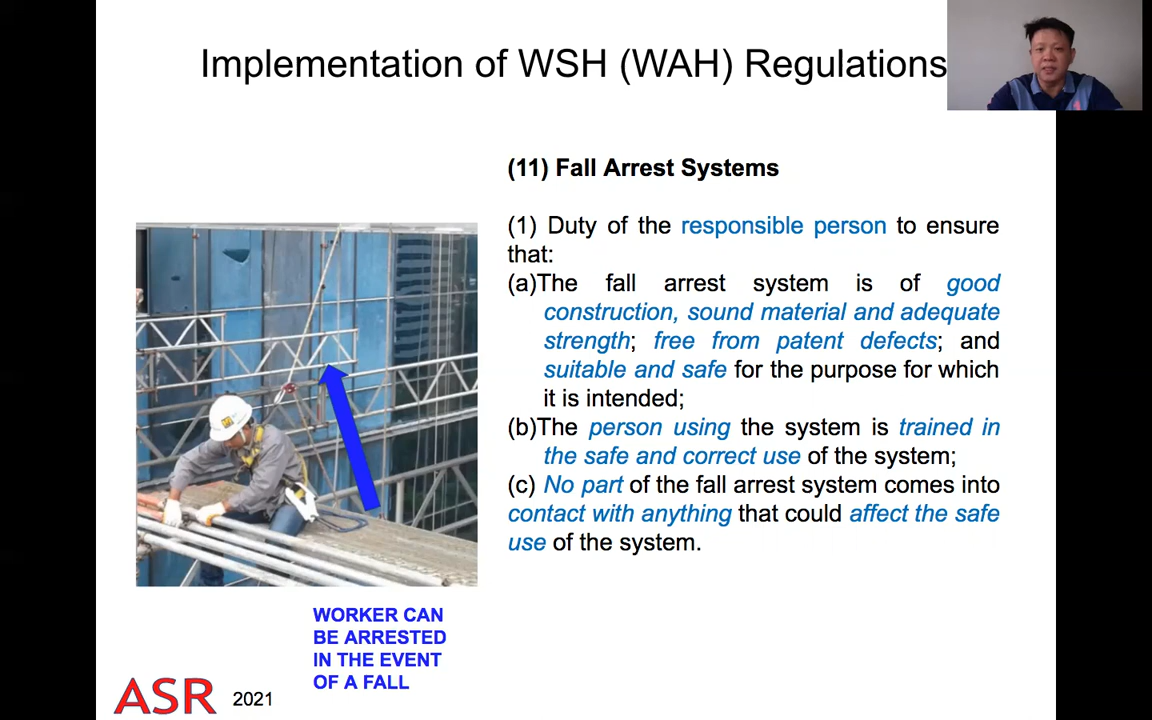 Implementation of WSH (WAH) Regulations
(11) Fall Arrest Systems
(1) Duty of the responsible person to ensure
that:
(a)The fall arrest system is of good
construction, sound material and adequate
strength; free from patent defects; and
suitable and safe for the purpose for which
it is intended;
(b)The person using the system is trained in
the safe and correct use of the system;
(c) No part of the fall arrest system comes into
contact with anything that could affect the safe
use of the system.
WORKER CAN
BE ARRESTED
IN THE EVENT
OF A FALL
ASR 2021